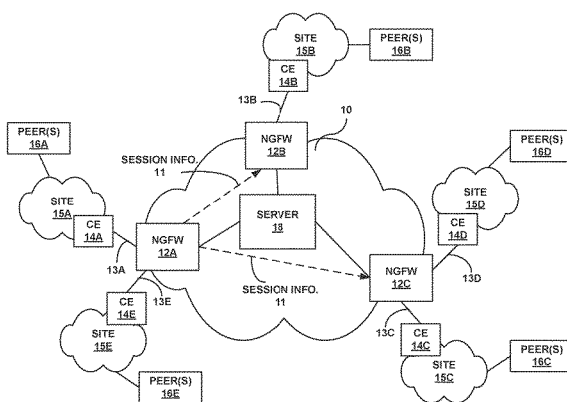 SITE
15B
PEER(S)
16B
CE
14B
13B
10
NGFW
12B
PEER(S)
16A
SESSION INFO.
11
PEER(S)
16D
SITE
15A
CE
14A
13A
NGFW
12A
SERVER
18
SITE
15D
CE
14D
13D
NGFW
12C
SESSION INFO.
11
13E
CE
14E
SITE
15E
13C
CE
14C
SITE
15C
PEER(S)
16C
PEER(S)
16E